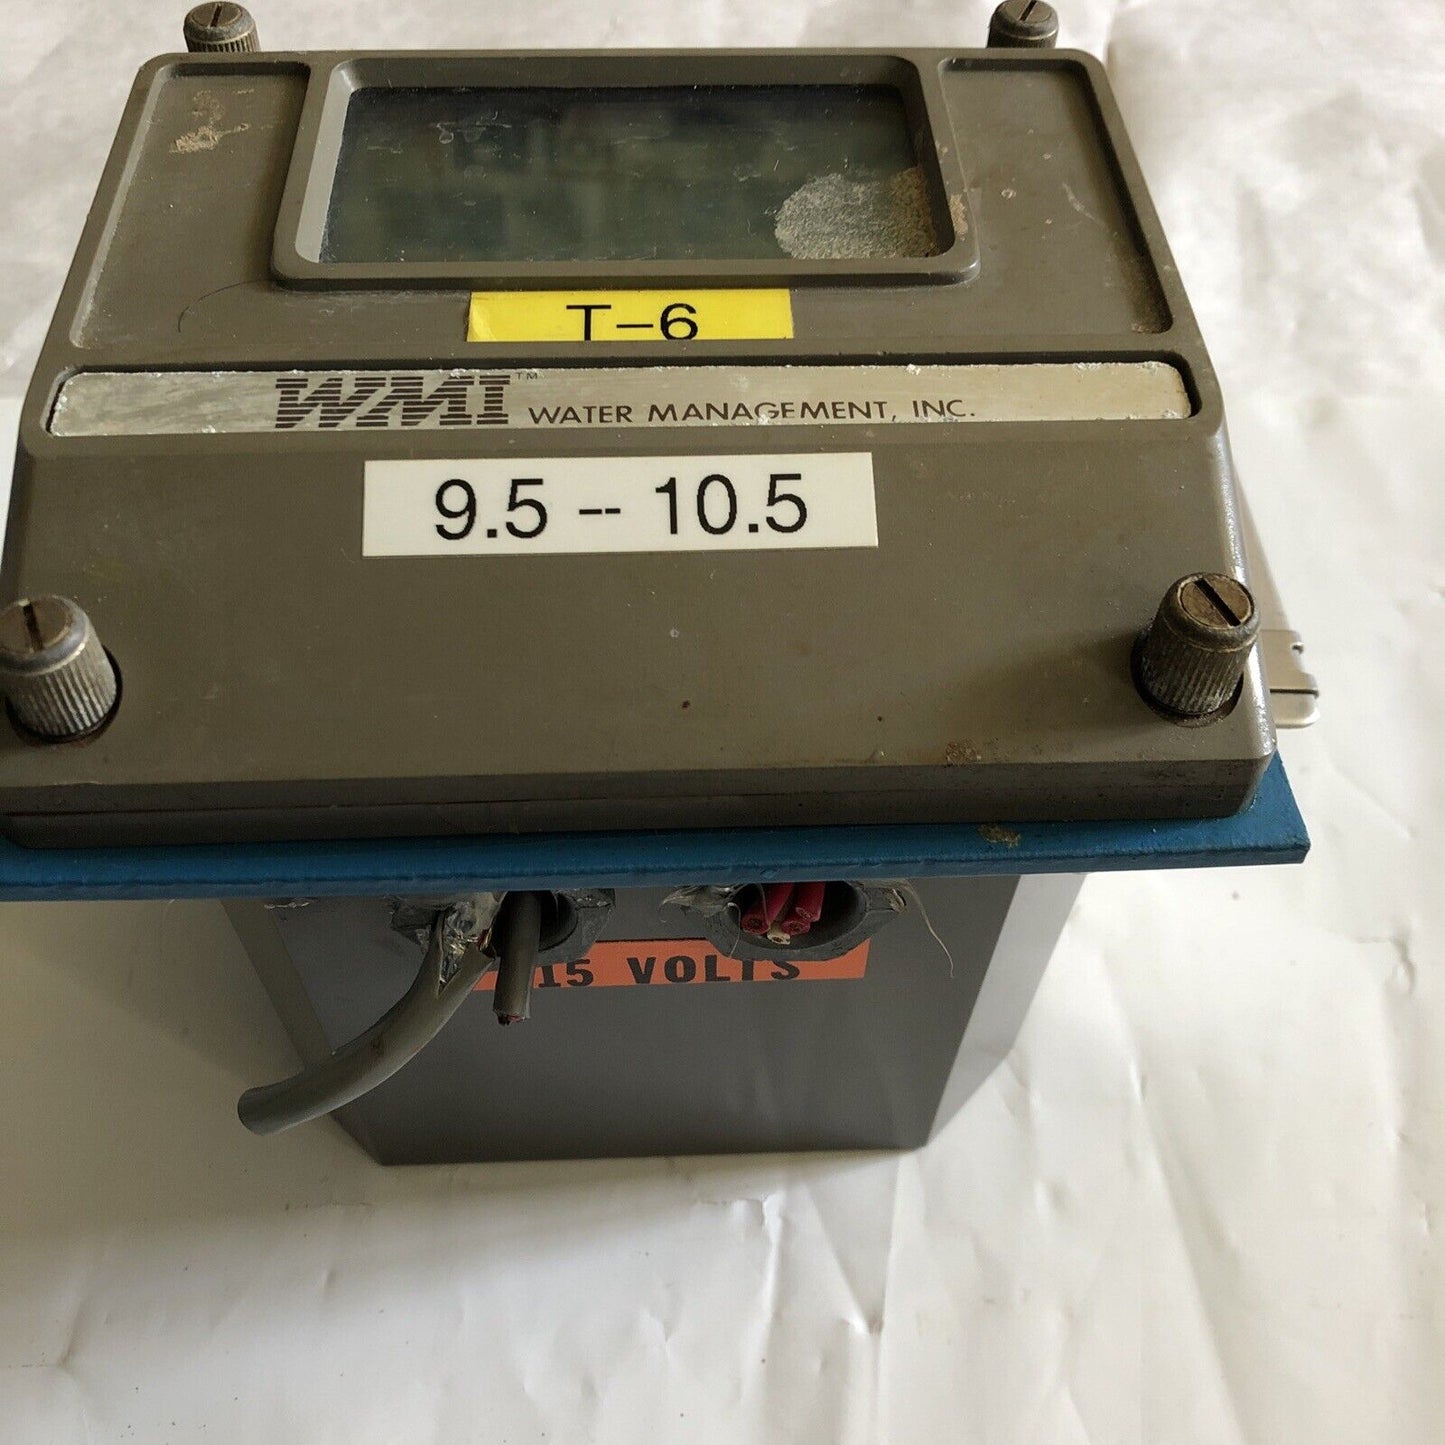 T-6
WMI™ WATER MANAGEMENT, INC.
9.5 -- 10.5
15 VOLTS